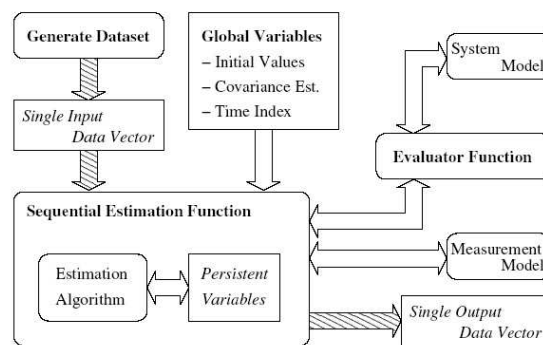 Generate Dataset
Global Variables
– Initial Values
– Covariance Est.
– Time Index
System
Model
Single Input
Data Vector
Evaluator Function
Sequential Estimation Function
Estimation
Algorithm
Persistent
Variables
Measurement
Model
Single Output
Data Vector